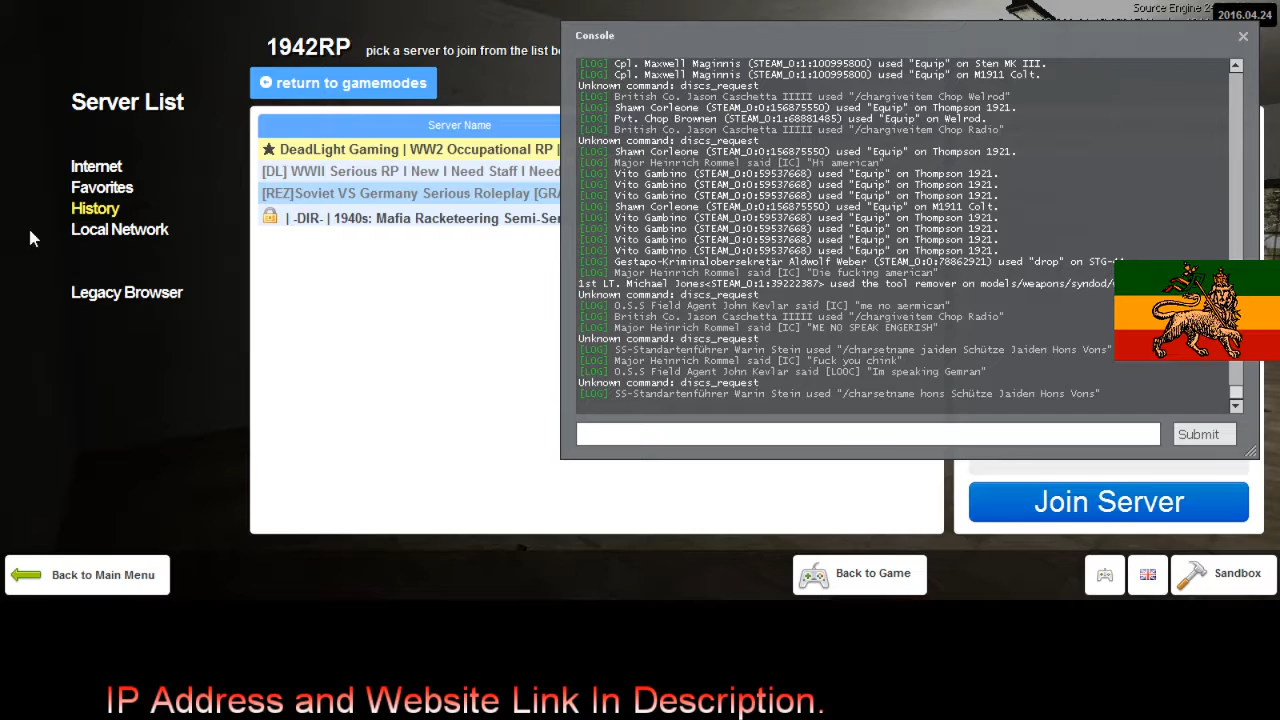 Source Engine 24
2016.04.24
1942RP pick a server to join from the list be
return to gamemodes
Server List
Internet
Favorites
History
Local Network
Legacy Browser
Server Name
DeadLight Gaming | WW2 Occupational RP |
[DL] WWII Serious RP I New I Need Staff I Need
[REZ]Soviet VS Germany Serious Roleplay [GRA
| -DIR- | 1940s: Mafia Racketeering Semi-Ser
Console
[LOG] Cpl. Maxwell Maginnis (STEAM_0:1:100995800) used "Equip" on Sten MK III.
[LOG] Cpl. Maxwell Maginnis (STEAM_0:1:100995800) used "Equip" on M1911 Colt.
Unknown command: discs_request
[LOG] British Co. Jason Caschetta IIIII used "/chargiveitem Chop Welrod"
[LOG] Shawn Corleone (STEAM_0:0:156875550) used "Equip" on Thompson 1921.
[LOG] Pvt. Chop Brownen (STEAM_0:1:68881485) used "Equip" on Welrod.
[LOG] British Co. Jason Caschetta IIIII used "/chargiveitem Chop Radio"
Unknown command: discs_request
[LOG] Shawn Corleone (STEAM_0:0:156875550) used "Equip" on Thompson 1921.
[LOG] Major Heinrich Rommel said [IC] "Hi american"
[LOG] Vito Gambino (STEAM_0:0:59537668) used "Equip" on Thompson 1921.
[LOG] Vito Gambino (STEAM_0:0:59537668) used "Equip" on Thompson 1921.
[LOG] Vito Gambino (STEAM_0:0:59537668) used "Equip" on Thompson 1921.
[LOG] Shawn Corleone (STEAM_0:0:156875550) used "Equip" on M1911 Colt.
[LOG] Vito Gambino (STEAM_0:0:59537668) used "Equip" on Thompson 1921.
[LOG] Vito Gambino (STEAM_0:0:59537668) used "Equip" on Thompson 1921.
[LOG] Vito Gambino (STEAM_0:0:59537668) used "Equip" on Thompson 1921.
[LOG] Vito Gambino (STEAM_0:0:59537668) used "Equip" on Thompson 1921.
[LOG] Gestapo-Kriminalobersekretär Aldwolf Weber (STEAM_0:0:78862921) used "drop" on STG-44
[LOG] Major Heinrich Rommel said [IC] "Die fucking american"
1st LT. Michael Jones<STEAM_0:1:39222387> used the tool remover on models/weapons/syndod/
Unknown command: discs_request
[LOG] O.S.S Field Agent John Kevlar said [IC] "me no aermican"
[LOG] British Co. Jason Caschetta IIIII used "/chargiveitem Chop Radio"
[LOG] Major Heinrich Rommel said [IC] "ME NO SPEAK ENGERISH"
Unknown command: discs_request
[LOG] SS-Standartenführer Warin Stein used "/charsetname jaiden Schütze Jaiden Hons Vons"
[LOG] Major Heinrich Rommel said [IC] "Fuck you chink"
[LOG] O.S.S Field Agent John Kevlar said [LOOC] "Im speaking Gemran"
Unknown command: discs_request
[LOG] SS-Standartenführer Warin Stein used "/charsetname hons Schütze Jaiden Hons Vons"
Submit
Join Server
Back to Main Menu
Back to Game
Sandbox
IP Address and Website Link In Description.